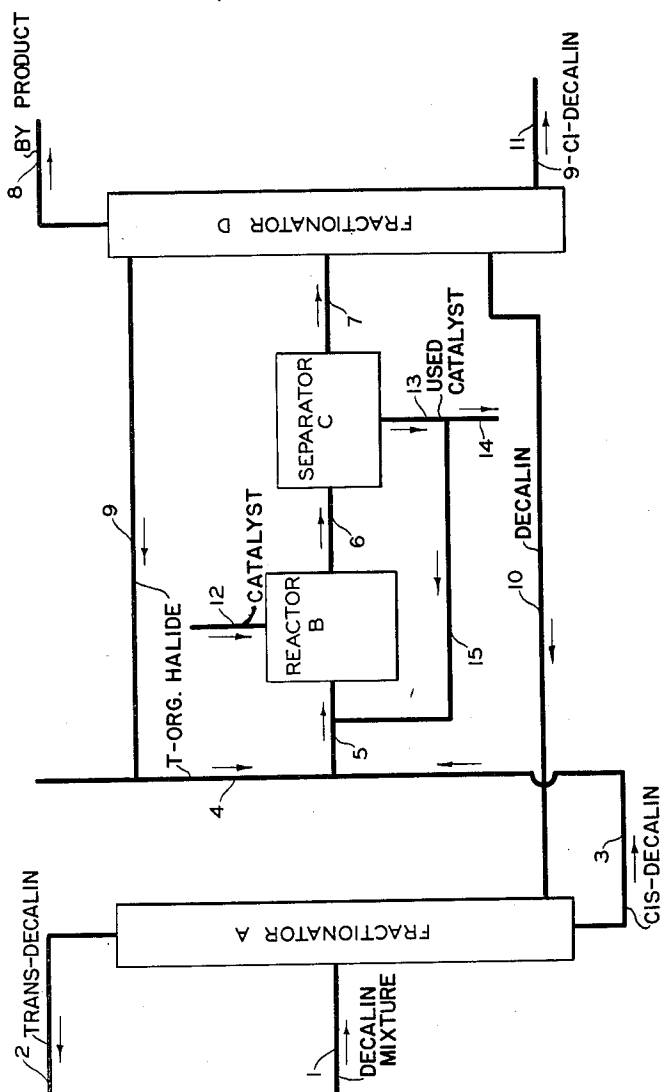 8
BY PRODUCT
2
TRANS-DECALIN
9
T-ORG. HALIDE
4
12
CATALYST
FRACTIONATOR A
REACTOR
B
SEPARATOR
C
FRACTIONATOR D
1
DECALIN
MIXTURE
5
6
7
13
USED
CATALYST
14
15
10
DECALIN
3
CIS-DECALIN
11
9-Cl-DECALIN